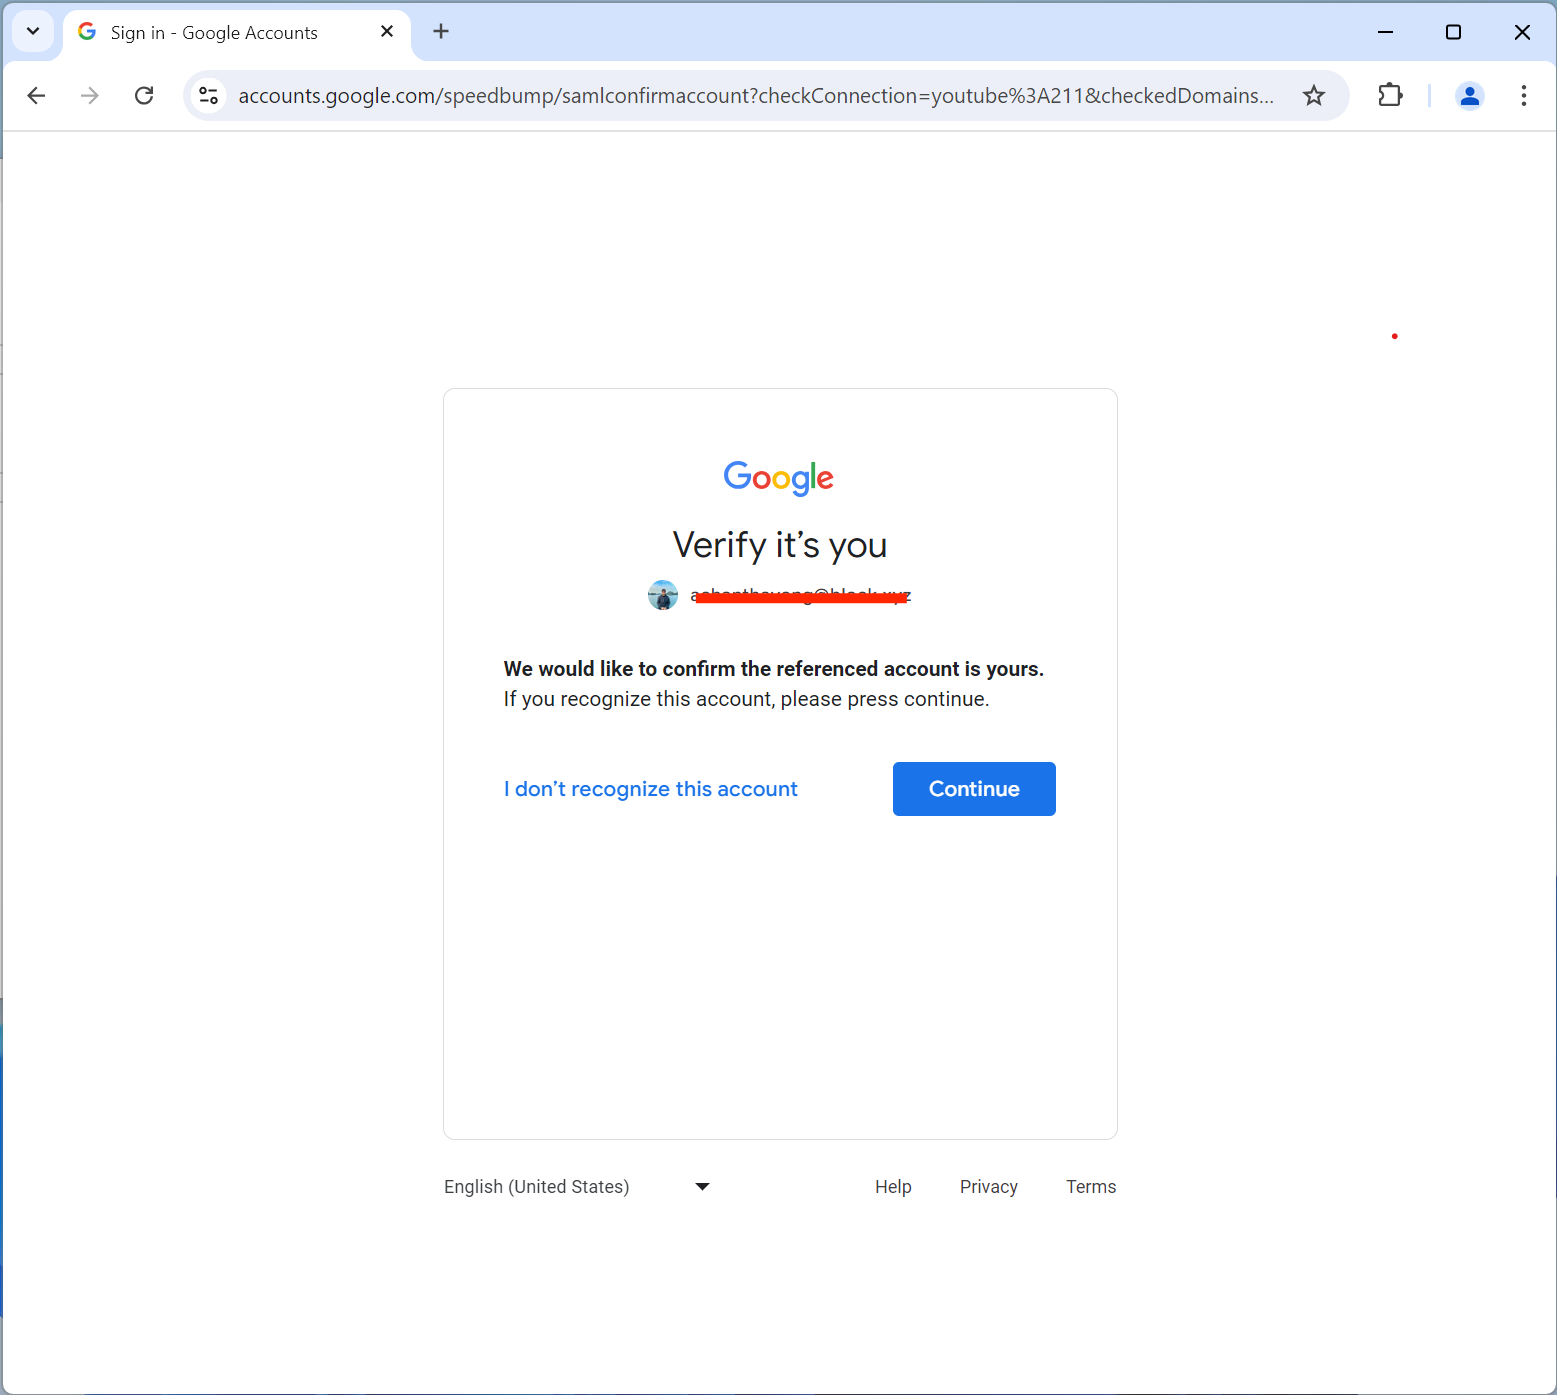 Sign in - Google Accounts
accounts.google.com/speedbump/samlconfirmaccount?checkConnection=youtube%3A211&checkedDomains...
Google
Verify it’s you
We would like to confirm the referenced account is yours.
If you recognize this account, please press continue.
I don’t recognize this account
Continue
English (United States)
Help Privacy Terms